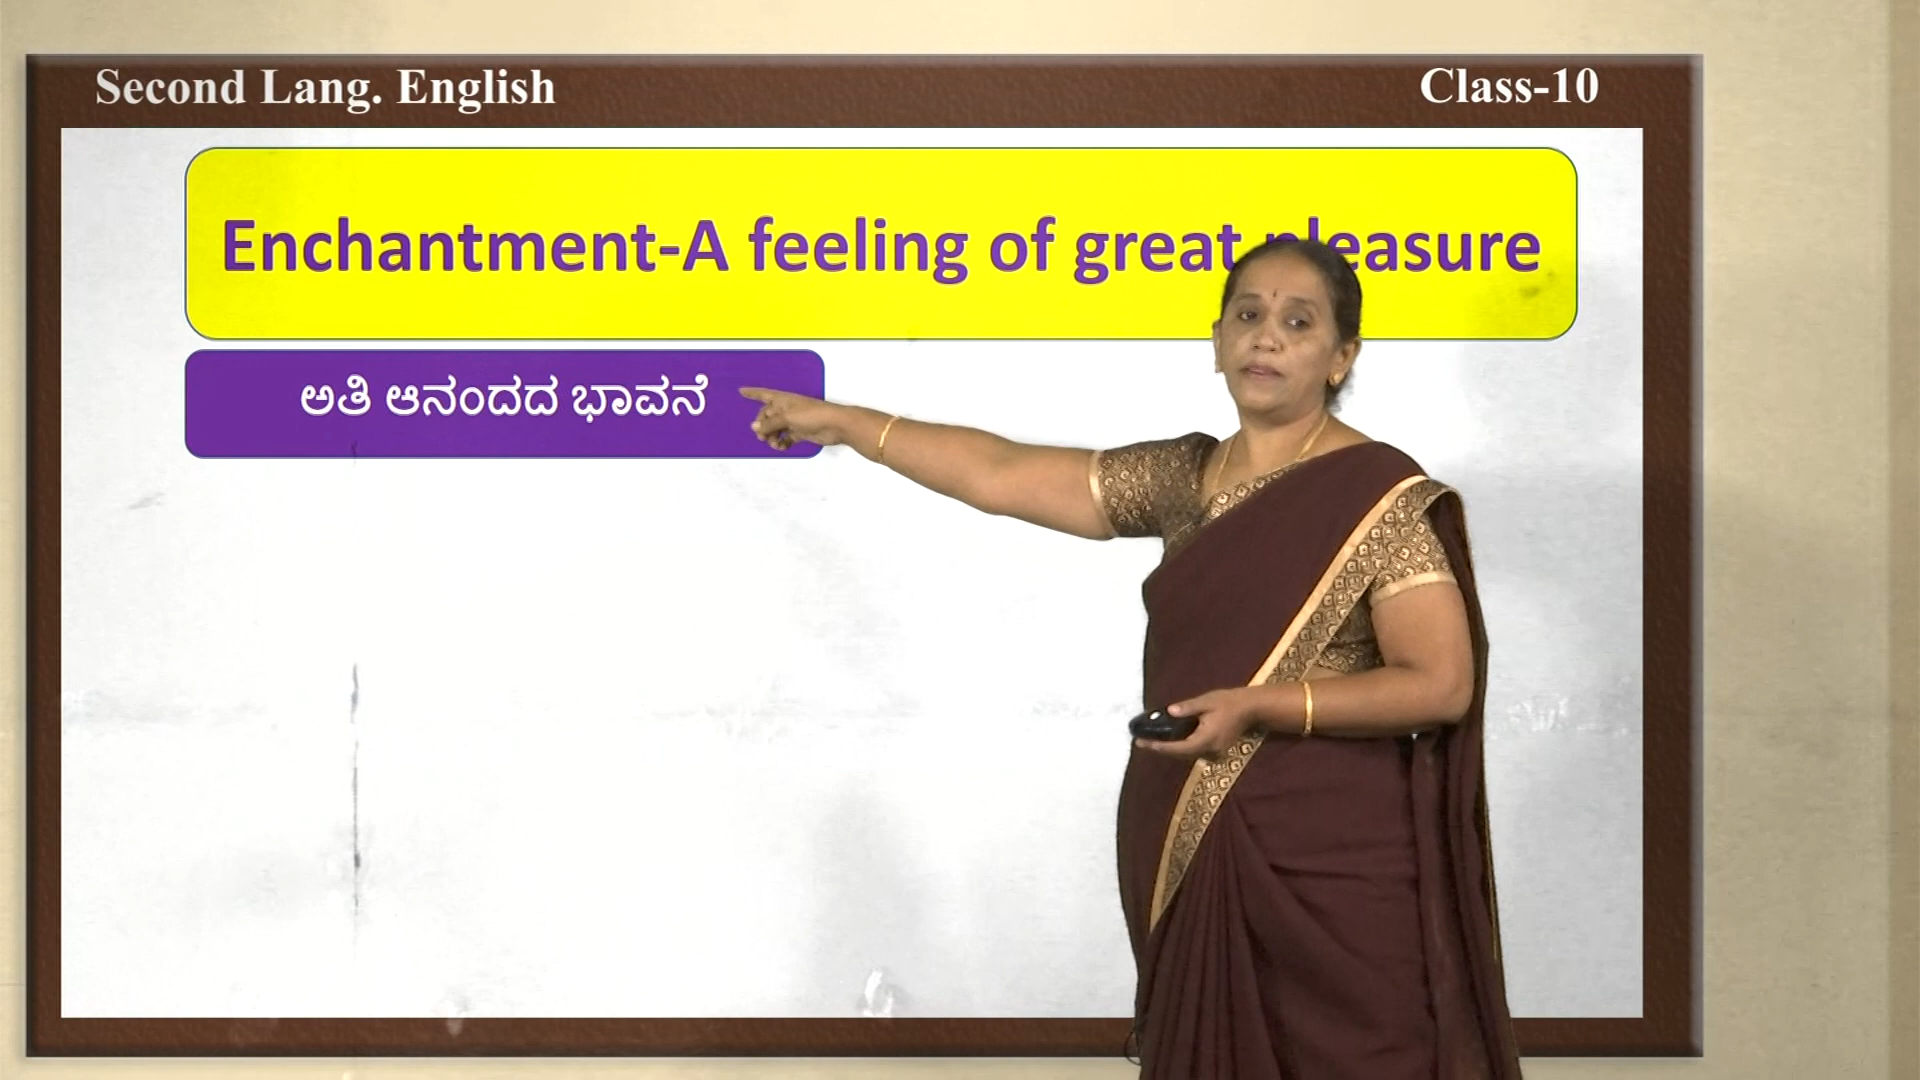 Second Lang. English
Class-10
Enchantment-A feeling of great pleasure
ಅತಿ ಆನಂದದ ಭಾವನೆ